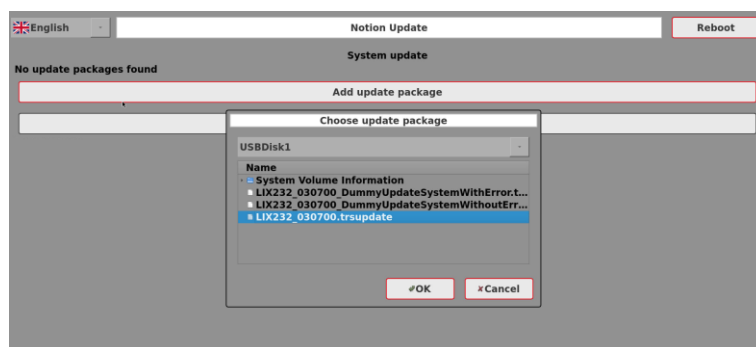 English
Notion Update
Reboot
System update
No update packages found
Add update package
Choose update package
USBDisk1
Name
System Volume Information
LIX232_030700_DummyUpdateSystemWithError.t...
LIX232_030700_DummyUpdateSystemWithoutErr...
LIX232_030700.trsupdate
OK
Cancel